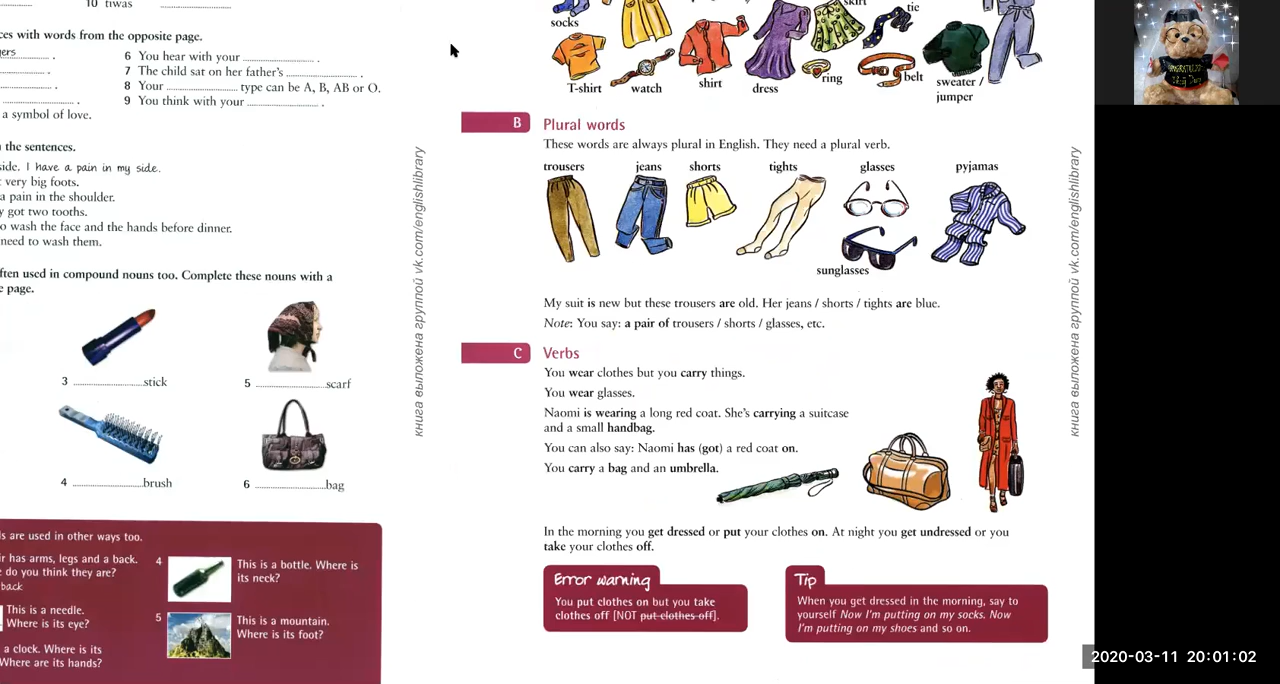 10 tiwas
ces with words from the opposite page.
gers
6 You hear with your
7 The child sat on her father's
8 Your type can be A, B, AB or O.
9 You think with your
a symbol of love.
the sentences.
side. I have a pain in my side.
very big foots.
a pain in the shoulder.
y got two tooths.
o wash the face and the hands before dinner.
need to wash them.
ften used in compound nouns too. Complete these nouns with a
e page.
3 stick
5 scarf
4 brush
6 bag
ds are used in other ways too.
ir has arms, legs and a back.
e do you think they are?
back
This is a needle.
Where is its eye?
a clock. Where is its
Where are its hands?
4 This is a bottle. Where is
its neck?
5 This is a mountain.
Where is its foot?
книга выложена группой vk.com/englishlibrary
socks
skirt
tie
T-shirt
watch
shirt
dress
ring
belt
sweater /
jumper
B Plural words
These words are always plural in English. They need a plural verb.
trousers
jeans
shorts
tights
glasses
pyjamas
sunglasses
My suit is new but these trousers are old. Her jeans / shorts / tights are blue.
Note: You say: a pair of trousers / shorts / glasses, etc.
C Verbs
You wear clothes but you carry things.
You wear glasses.
Naomi is wearing a long red coat. She's carrying a suitcase
and a small handbag.
You can also say: Naomi has (got) a red coat on.
You carry a bag and an umbrella.
In the morning you get dressed or put your clothes on. At night you get undressed or you
take your clothes off.
Error warning
You put clothes on but you take
clothes off [NOT put clothes off].
Tip
When you get dressed in the morning, say to
yourself Now I'm putting on my socks. Now
I'm putting on my shoes and so on.
книга выложена группой vk.com/englishlibrary
2020-03-11 20:01:02